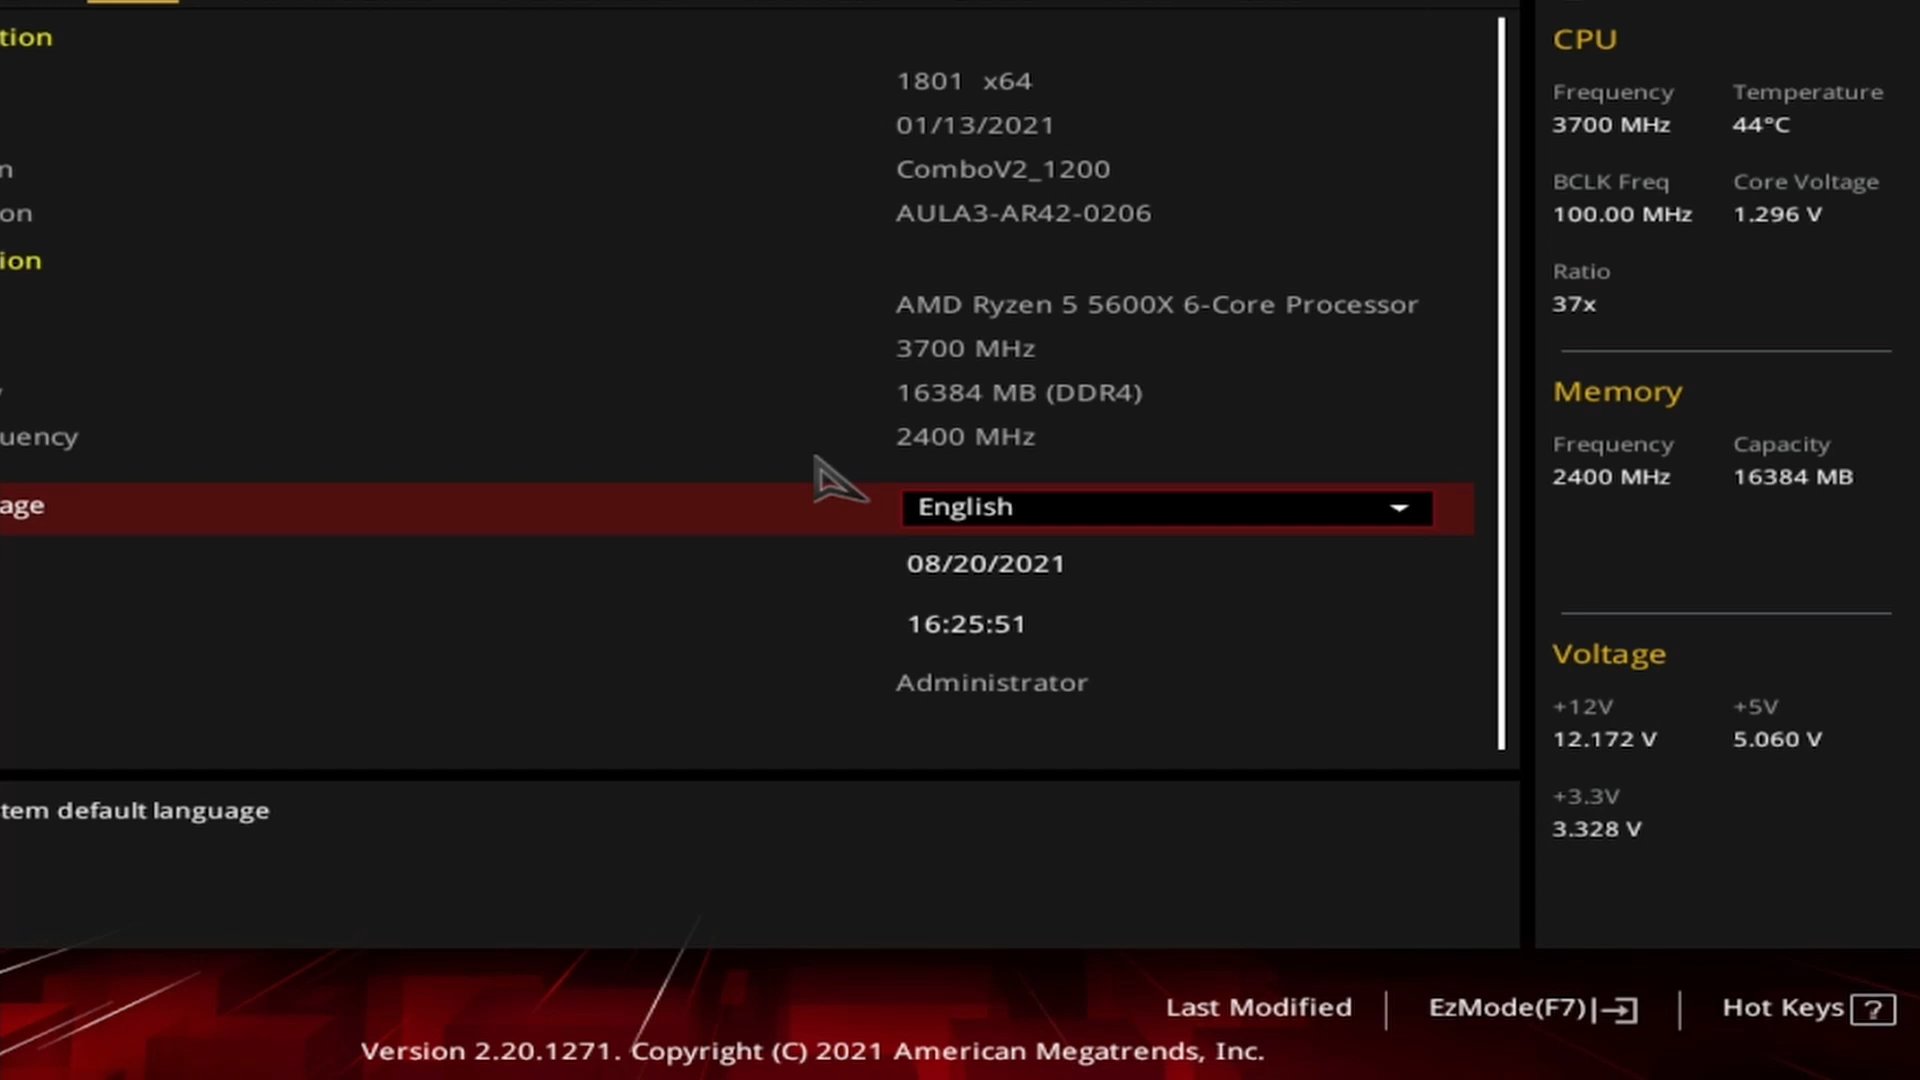 tion
1801 x64
01/13/2021
n ComboV2_1200
on AULA3-AR42-0206
ion
AMD Ryzen 5 5600X 6-Core Processor
3700 MHz
16384 MB (DDR4)
uency 2400 MHz
age English
08/20/2021
16:25:51
Administrator
tem default language
CPU
Frequency Temperature
3700 MHz 44°C
BCLK Freq Core Voltage
100.00 MHz 1.296 V
Ratio
37x
Memory
Frequency Capacity
2400 MHz 16384 MB
Voltage
+12V +5V
12.172 V 5.060 V
+3.3V
3.328 V
Last Modified EzMode(F7) Hot Keys ?
Version 2.20.1271. Copyright (C) 2021 American Megatrends, Inc.